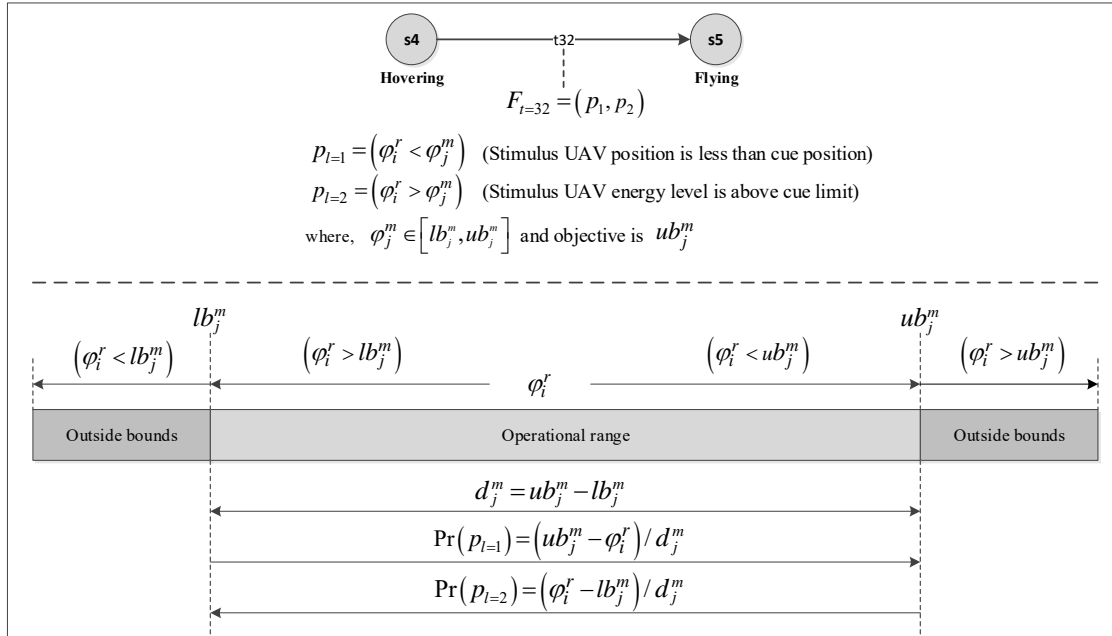 s4 t32 s5
Hovering Flying
F_{t=32} = (p_1, p_2)
p_{l=1} = (φ_i^r < φ_j^m) (Stimulus UAV position is less than cue position)
p_{l=2} = (φ_i^r > φ_j^m) (Stimulus UAV energy level is above cue limit)
where, φ_j^m ∈ [lb_j^m, ub_j^m] and objective is ub_j^m
lb_j^m ub_j^m
(φ_i^r < lb_j^m) (φ_i^r > lb_j^m) (φ_i^r < ub_j^m) (φ_i^r > ub_j^m)
φ_i^r
Outside bounds Operational range Outside bounds
d_j^m = ub_j^m − lb_j^m
Pr(p_{l=1}) = (ub_j^m − φ_i^r) / d_j^m
Pr(p_{l=2}) = (φ_i^r − lb_j^m) / d_j^m